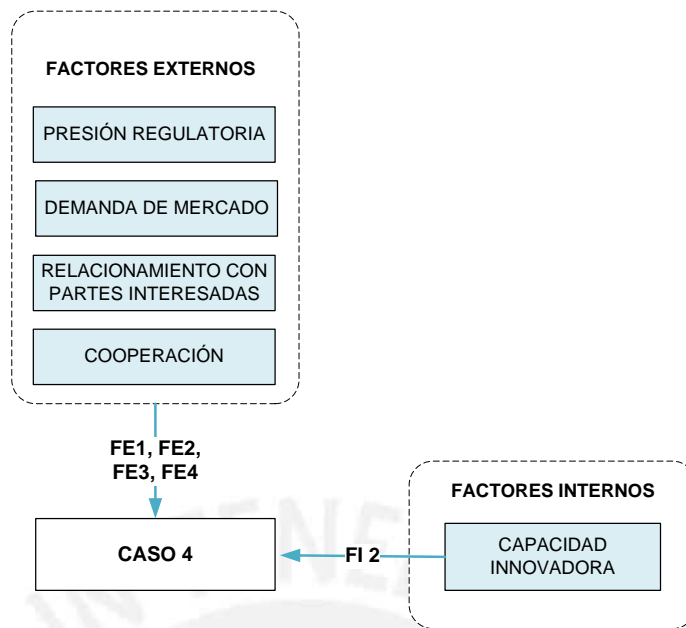 FACTORES EXTERNOS
PRESIÓN REGULATORIA
DEMANDA DE MERCADO
RELACIONAMIENTO CON
PARTES INTERESADAS
COOPERACIÓN
FE1, FE2,
FE3, FE4
CASO 4
FI 2
FACTORES INTERNOS
CAPACIDAD
INNOVADORA